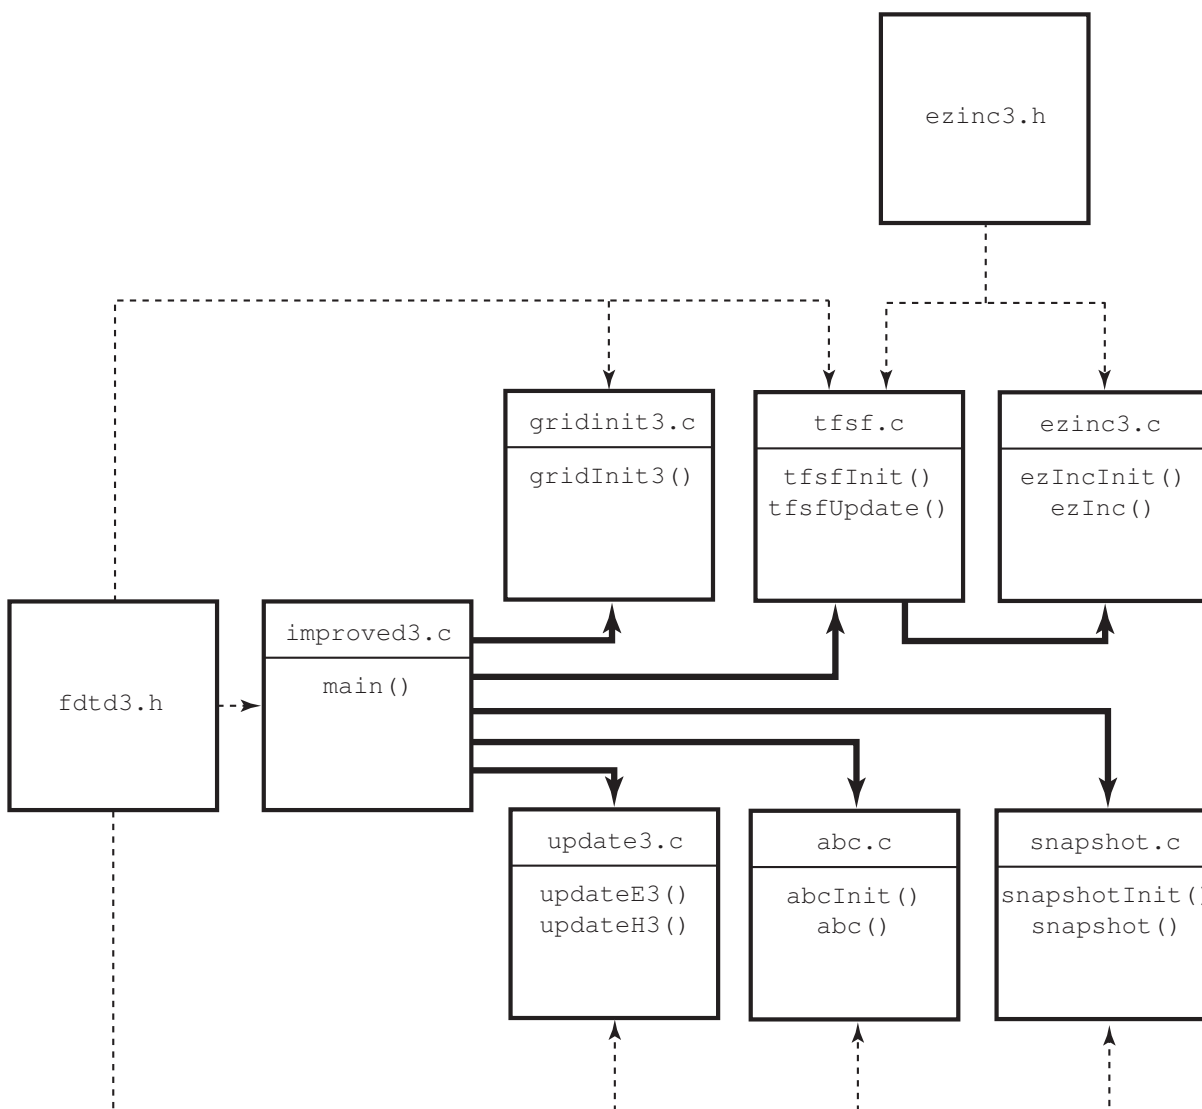 ezinc3.h
gridinit3.c
gridInit3()
tfsf.c
tfsfInit()
tfsfUpdate()
ezinc3.c
ezIncInit()
ezInc()
fdtd3.h
improved3.c
main()
update3.c
updateE3()
updateH3()
abc.c
abcInit()
abc()
snapshot.c
snapshotInit()
snapshot()